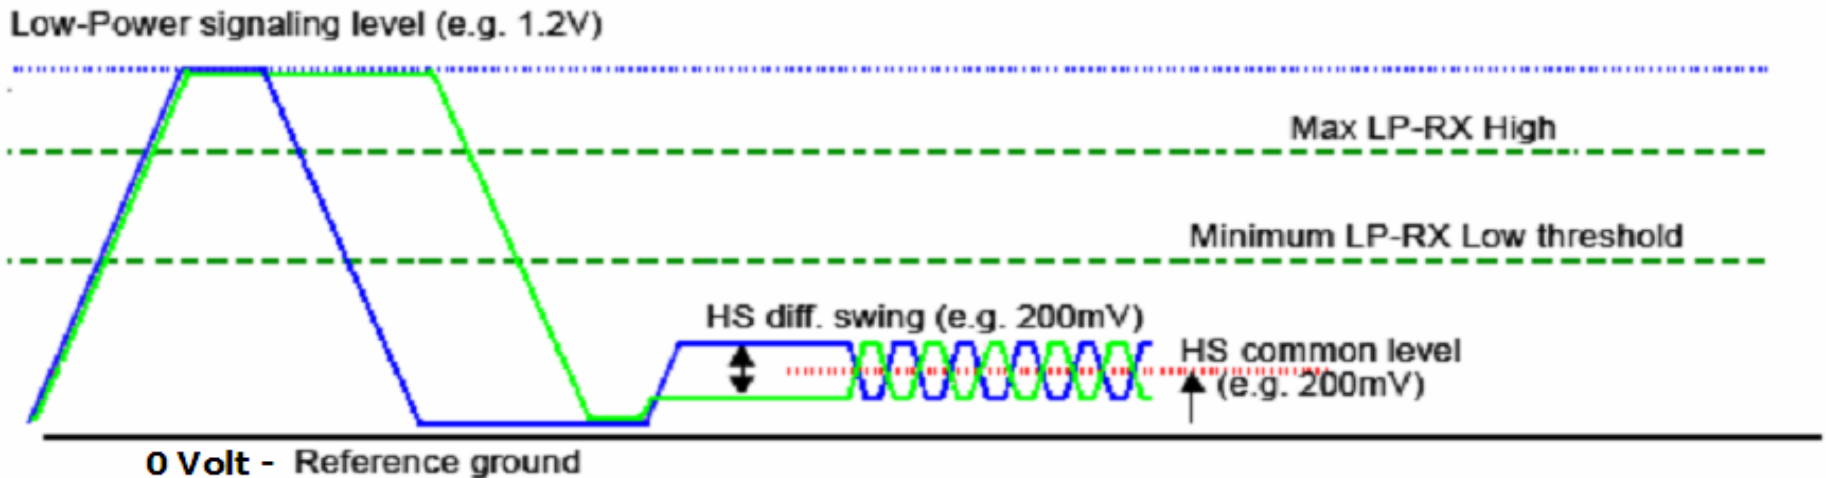 Low-Power signaling level (e.g. 1.2V)
Max LP-RX High
Minimum LP-RX Low threshold
HS diff. swing (e.g. 200mV)
HS common level
(e.g. 200mV)
0 Volt - Reference ground